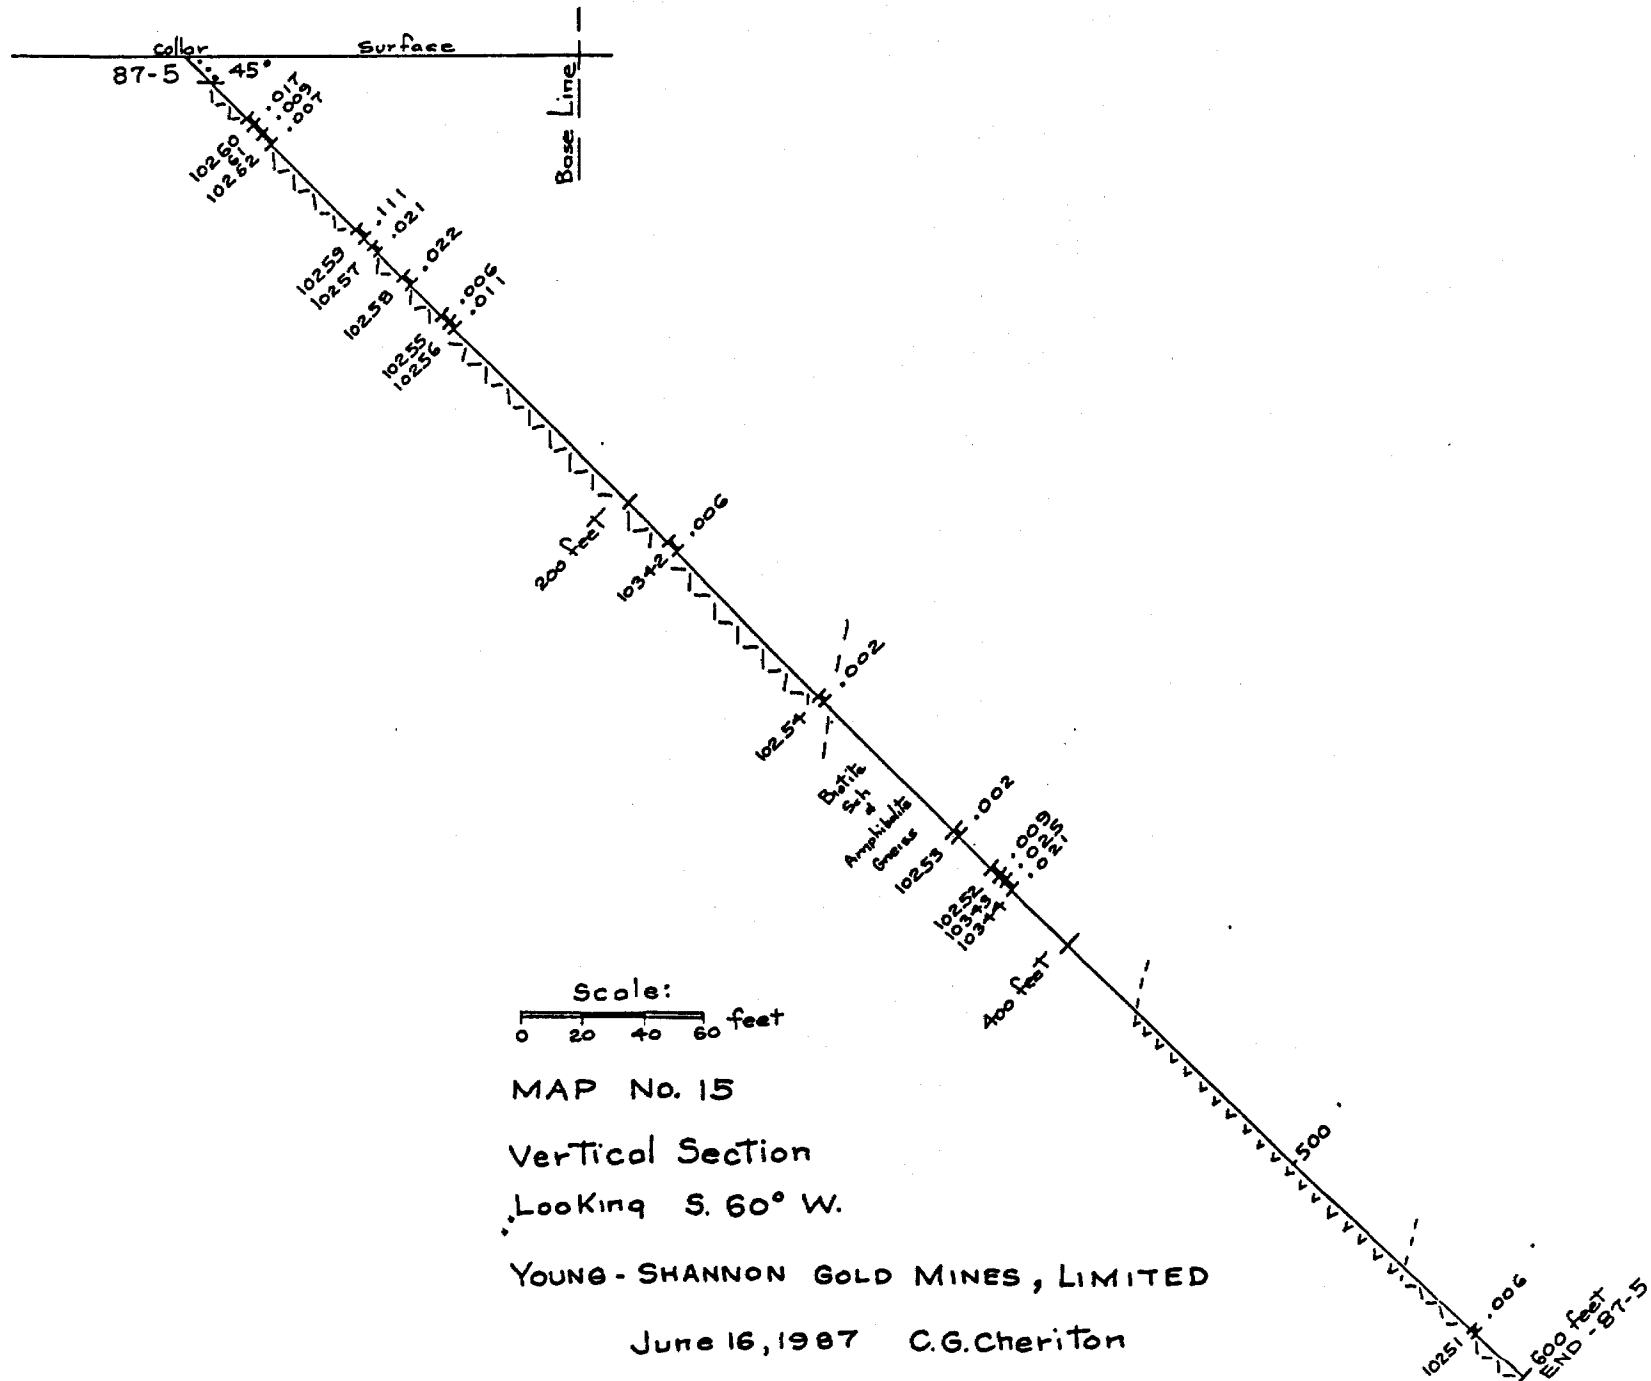 Collar
Surface
87-5
45°
Base Line
.017
.009
.007
10260
61
10262
.111
.021
10259
10257
.022
10258
.006
.011
10255
10256
200 feet
.006
10342
.002
10254
Biotite
Sch
&
Amphibolite
Gneiss
.002
10253
.009
.025
.021
10252
10343
10344
400 feet
Scale:
0 20 40 60 feet
MAP No. 15
Vertical Section
Looking S. 60° W.
YOUNG - SHANNON GOLD MINES, LIMITED
June 16, 1987 C.G. Cheriton
500
.006
10251
600 feet
END - 87-5